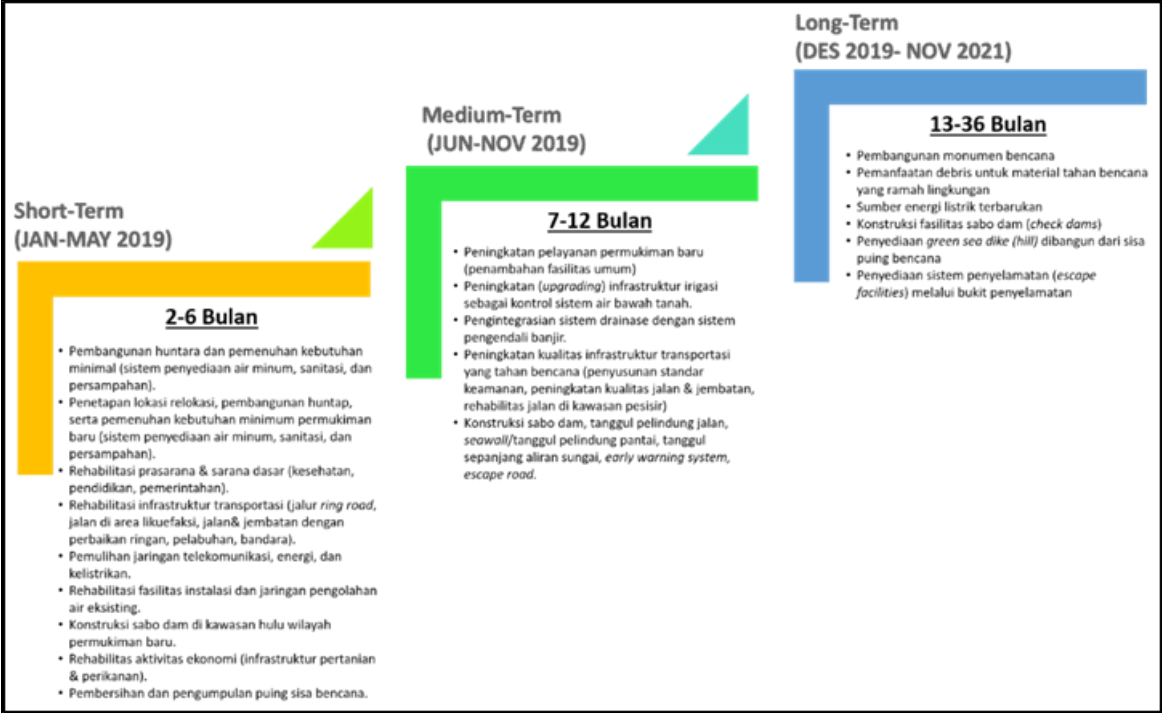 Short-Term
(JAN-MAY 2019)
2-6 Bulan
• Pembangunan huntara dan pemenuhan kebutuhan
minimal (sistem penyediaan air minum, sanitasi, dan
persampahan).
• Penetapan lokasi relokasi, pembangunan huntap,
serta pemenuhan kebutuhan minimum permukiman
baru (sistem penyediaan air minum, sanitasi, dan
persampahan).
• Rehabilitasi prasarana & sarana dasar (kesehatan,
pendidikan, pemerintahan).
• Rehabilitasi infrastruktur transportasi (jalur ring road,
jalan di area likuefaksi, jalan& jembatan dengan
perbaikan ringan, pelabuhan, bandara).
• Pemulihan jaringan telekomunikasi, energi, dan
kelistrikan.
• Rehabilitasi fasilitas instalasi dan jaringan pengolahan
air eksisting.
• Konstruksi sabo dam di kawasan hulu wilayah
permukiman baru.
• Rehabilitas aktivitas ekonomi (infrastruktur pertanian
& perikanan).
• Pembersihan dan pengumpulan puing sisa bencana.
Medium-Term
(JUN-NOV 2019)
7-12 Bulan
• Peningkatan pelayanan permukiman baru
(penambahan fasilitas umum)
• Peningkatan (upgrading) infrastruktur irigasi
sebagai kontrol sistem air bawah tanah.
• Pengintegrasian sistem drainase dengan sistem
pengendali banjir.
• Peningkatan kualitas infrastruktur transportasi
yang tahan bencana (penyusunan standar
keamanan, peningkatan kualitas jalan & jembatan,
rehabilitas jalan di kawasan pesisir)
• Konstruksi sabo dam, tanggul pelindung jalan,
seawall/tanggul pelindung pantai, tanggul
sepanjang aliran sungai, early warning system,
escape road.
Long-Term
(DES 2019- NOV 2021)
13-36 Bulan
• Pembangunan monumen bencana
• Pemanfaatan debris untuk material tahan bencana
yang ramah lingkungan
• Sumber energi listrik terbarukan
• Konstruksi fasilitas sabo dam (check dams)
• Penyediaan green sea dike (hill) dibangun dari sisa
puing bencana
• Penyediaan sistem penyelamatan (escape
facilities) melalui bukit penyelamatan